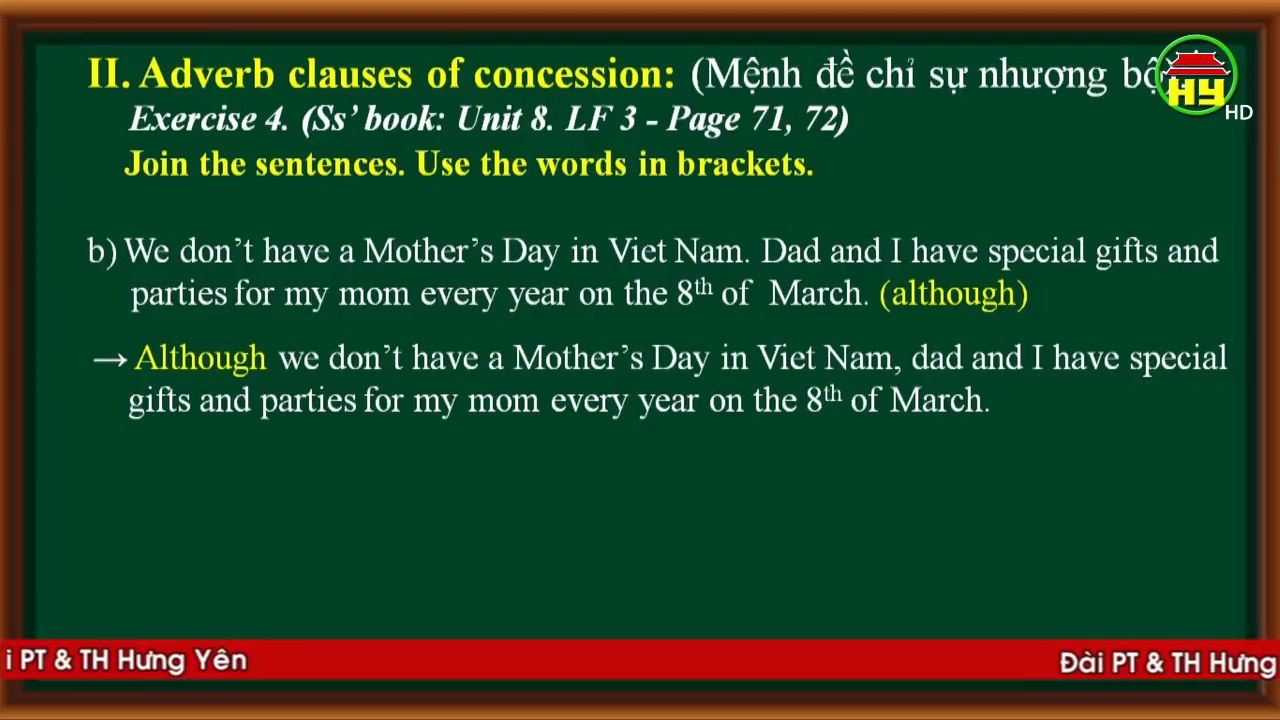 II. Adverb clauses of concession: (Mệnh đề chỉ sự nhượng bộ
Exercise 4. (Ss’ book: Unit 8. LF 3 - Page 71, 72)
Join the sentences. Use the words in brackets.
b) We don’t have a Mother’s Day in Viet Nam. Dad and I have special gifts and
parties for my mom every year on the 8th of March. (although)
→ Although we don’t have a Mother’s Day in Viet Nam, dad and I have special
gifts and parties for my mom every year on the 8th of March.
HY
HD
i PT & TH Hưng Yên
Đài PT & TH Hưng